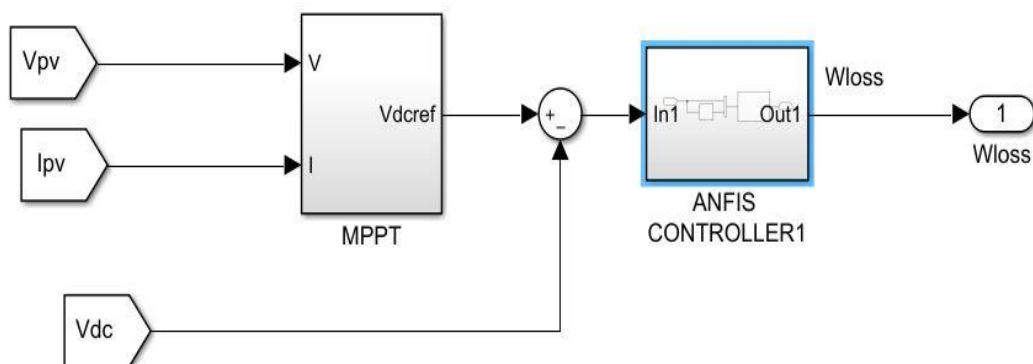 Vpv
V
Vdcref
Ipv
I
MPPT
+
−
In1
Out1
Wloss
ANFIS
CONTROLLER1
1
Wloss
Vdc